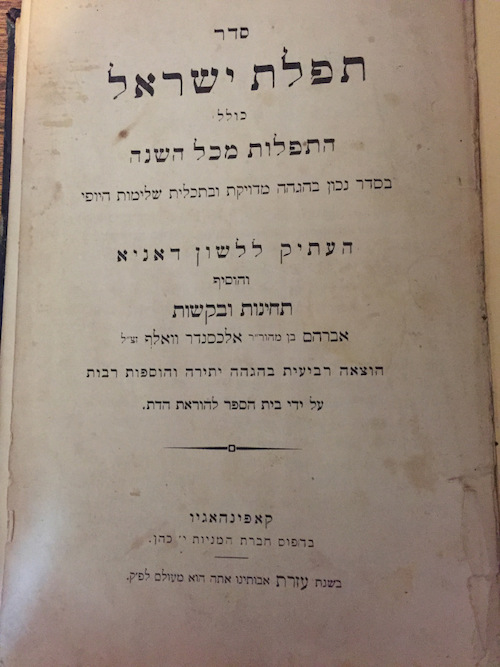 סדר
תפלת ישראל
כולל
התפלות מכל השנה
בסדר נכון בהגהה מדויקת ובתכלית שלימות היופי
העתיק ללשון דאניא
והוסיף
תחינות ובקשות
אברהם בן מהור״ר אלכסנדר וואלף זצ״ל
הוצאה רביעית בהגהה יתירה והוספות רבות
על ידי בית הספר להוראת הדת.
קאפינהאגיו
בדפוס חברת המניות י׳ כהן.
בשנת עזרת אבותינו אתה הוא מעולם לפ״ק.